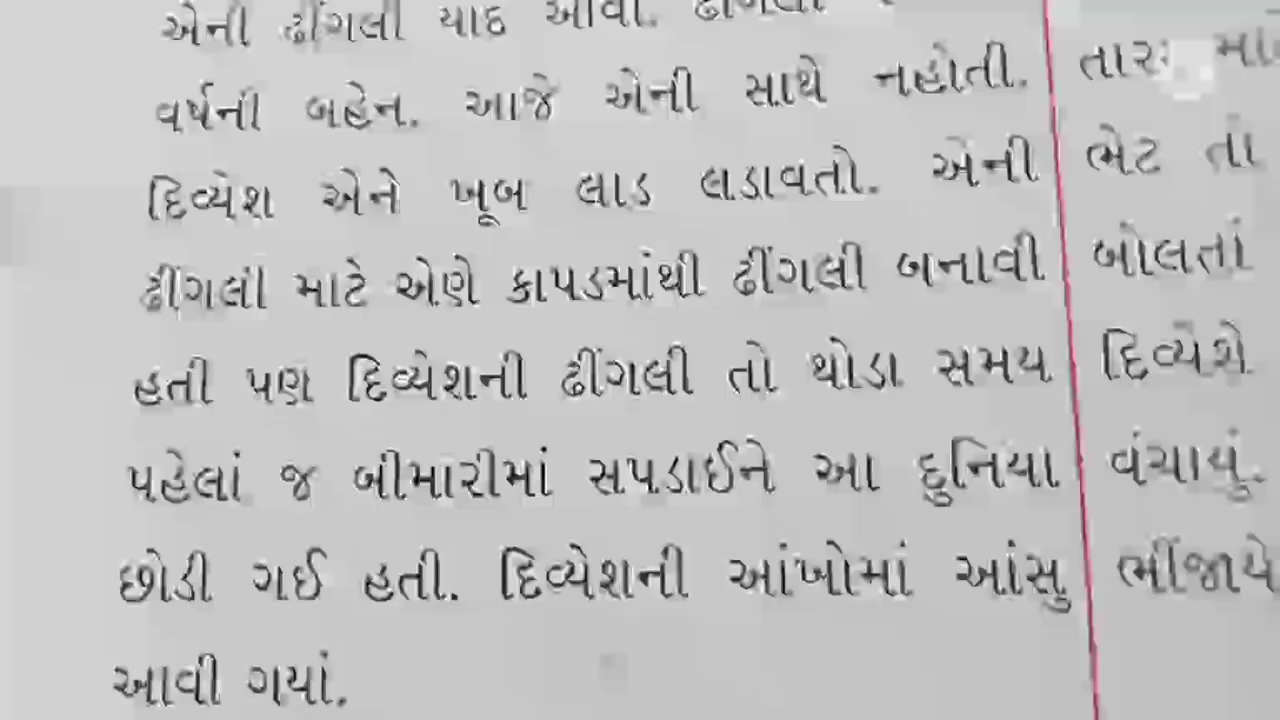 એની ઢીંગલી યાદ આવી. ઢીંગલી
વર્ષની બહેન. આજે એની સાથે નહોતી.
દિવ્યેશ એને ખૂબ લાડ લડાવતો. એની
ઢીંગલી માટે એણે કાપડમાંથી ઢીંગલી બનાવી
હતી પણ દિવ્યેશની ઢીંગલી તો થોડા સમય
પહેલાં જ બીમારીમાં સપડાઈને આ દુનિયા
છોડી ગઈ હતી. દિવ્યેશની આંખોમાં આંસુ
આવી ગયાં.
ભેટ તો
બોલતાં
દિવ્યેશે
વંચાયું.
ભીંજાયે